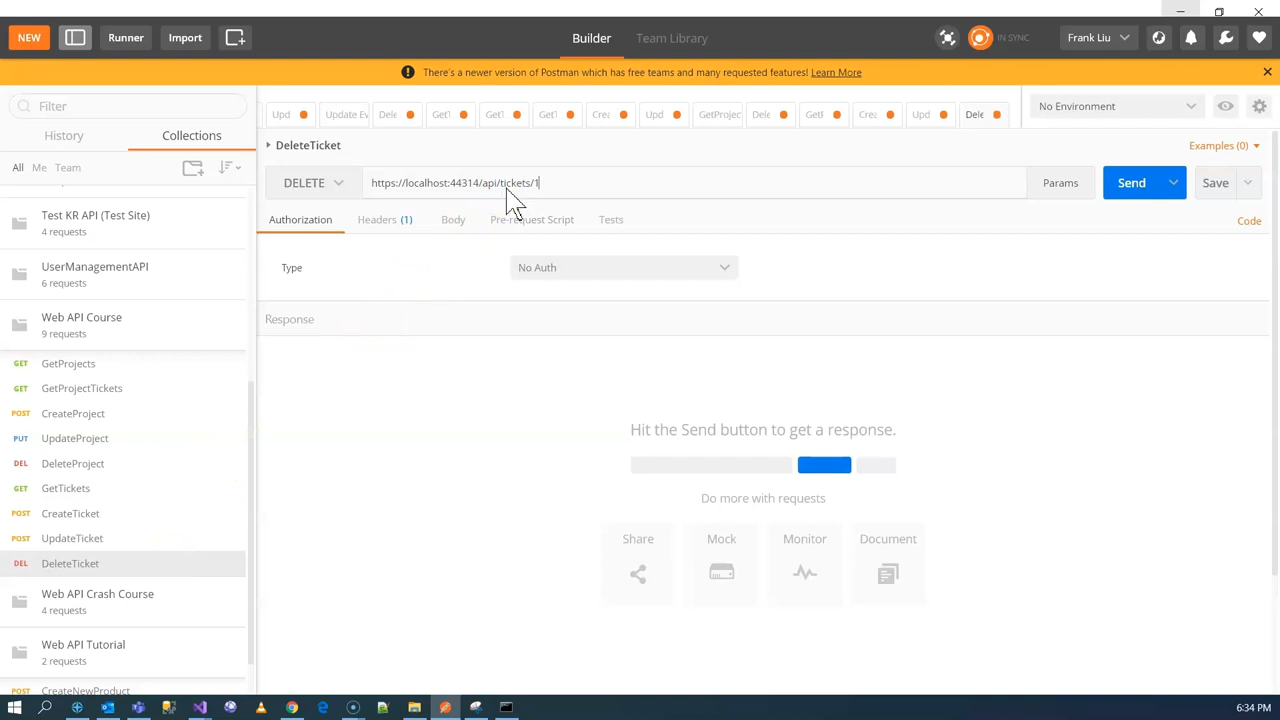 NEW
Runner
Import
Builder
Team Library
IN SYNC
Frank Liu
There's a newer version of Postman which has free teams and many requested features! Learn More
Filter
History
Collections
All Me Team
Upd
Update Ev
Dele
Get
Get
Get
Crea
Upd
GetProjec
Dele
Get
Crea
Upd
Dele
No Environment
DeleteTicket
Examples (0)
DELETE
https://localhost:44314/api/tickets/1
Params
Send
Save
Authorization
Headers (1)
Body
Pre-request Script
Tests
Code
Type
No Auth
Response
Hit the Send button to get a response.
Do more with requests
Share
Mock
Monitor
Document
Test KR API (Test Site)
4 requests
UserManagementAPI
6 requests
Web API Course
9 requests
GET GetProjects
GET GetProjectTickets
POST CreateProject
PUT UpdateProject
DEL DeleteProject
GET GetTickets
POST CreateTicket
POST UpdateTicket
DEL DeleteTicket
Web API Crash Course
4 requests
Web API Tutorial
2 requests
POST CreateNewProduct
6:34 PM